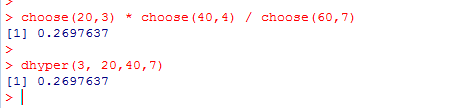 >
> choose(20,3) * choose(40,4) / choose(60,7)
[1] 0.2697637
>
> dhyper(3, 20,40,7)
[1] 0.2697637
>